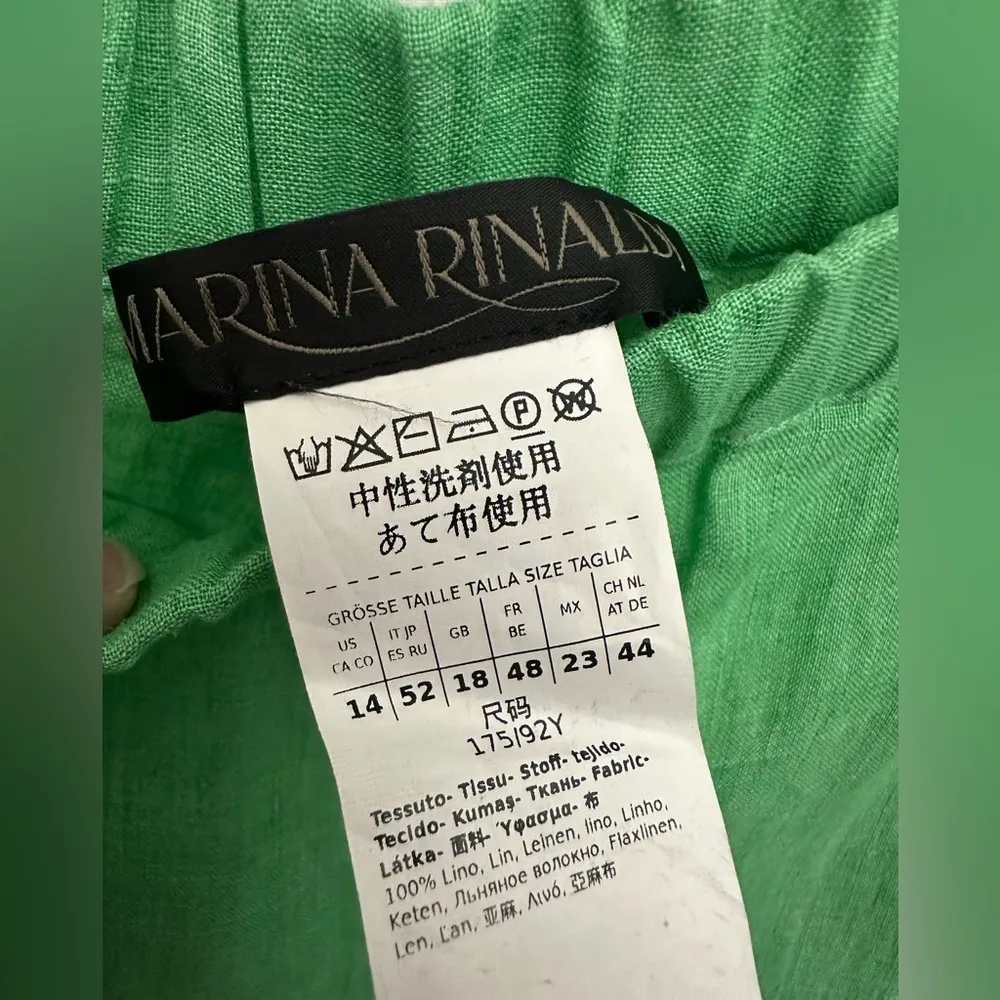 MARINA RINALDI
P W
中性洗剤使用
あて布使用
GRÖSSE TAILLE TALLA SIZE TAGLIA
US CA CO | IT JP ES RU | GB | FR BE | MX | CH NL AT DE
14 | 52 | 18 | 48 | 23 | 44
尺码
175/92Y
Tessuto- Tissu- Stoff- tejido-
Tecido- Kumaş- Ткань- Fabric-
Látka- 面料- Ύφασμα- 布
100% Lino, Lin, Leinen, lino, Linho,
Keten, Льняное волокно, Flaxlinen,
Len, Ľan, 亚麻, Λινό, 亞麻布